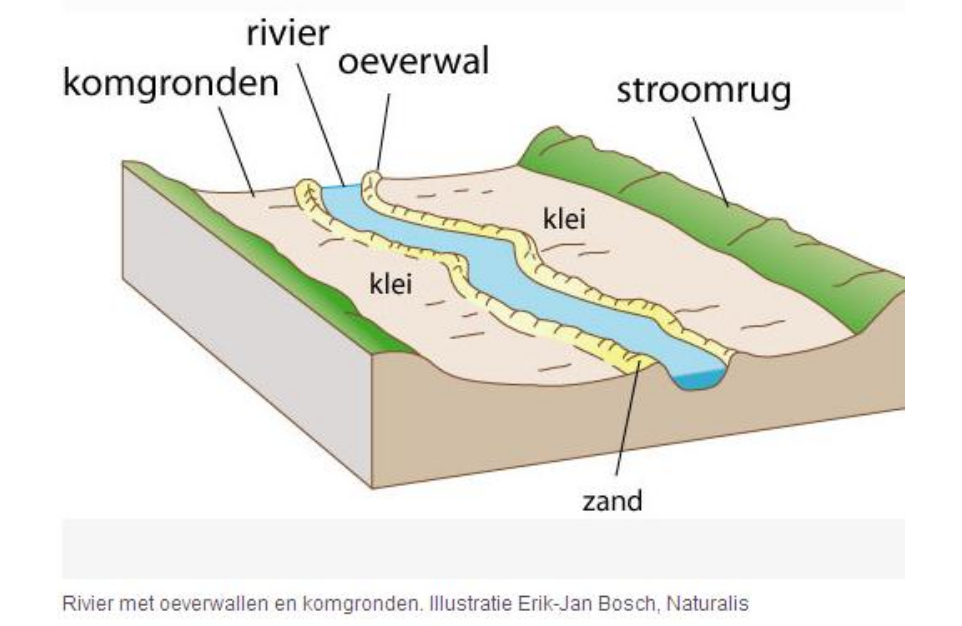 rivier
oeverwal
komgronden
stroomrug
klei
klei
zand
Rivier met oeverwallen en komgronden. Illustratie Erik-Jan Bosch, Naturalis